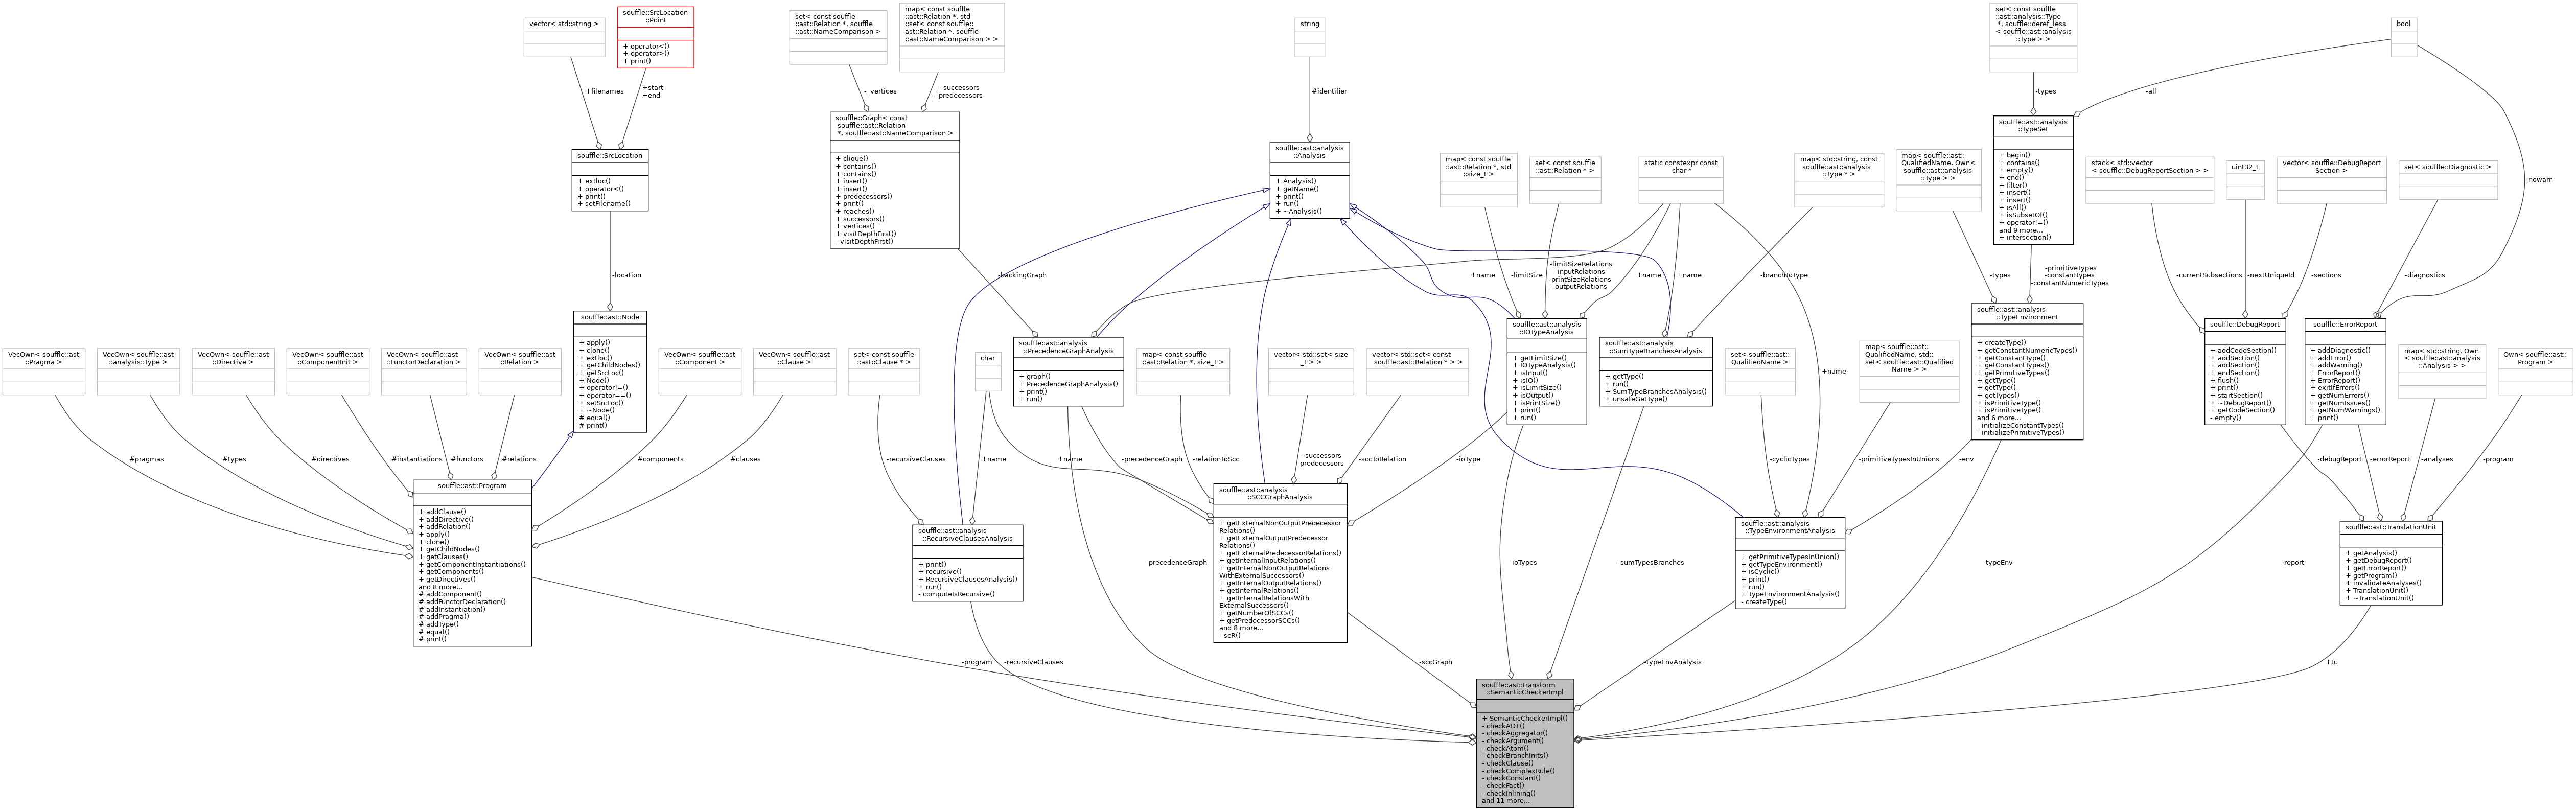 vector< std::string >
souffle::SrcLocation
::Point
+ operator<()
+ operator>()
+ print()
set< const souffle
::ast::Relation *, souffle
::ast::NameComparison >
map< const souffle
::ast::Relation *, std
::set< const souffle::
ast::Relation *, souffle
::ast::NameComparison > >
string
set< const souffle
::ast::analysis::Type
*, souffle::deref_less
< souffle::ast::analysis
::Type > >
bool
+filenames
+start
+end
-_vertices
-_successors
-_predecessors
#identifier
-types
-all
-nowarn
souffle::SrcLocation
+ extloc()
+ operator<()
+ print()
+ setFilename()
souffle::Graph< const
souffle::ast::Relation
*, souffle::ast::NameComparison >
+ clique()
+ contains()
+ contains()
+ insert()
+ insert()
+ predecessors()
+ print()
+ reaches()
+ successors()
+ vertices()
+ visitDepthFirst()
- visitDepthFirst()
souffle::ast::analysis
::Analysis
+ Analysis()
+ getName()
+ print()
+ run()
+ ~Analysis()
map< const souffle
::ast::Relation *, std
::size_t >
set< const souffle
::ast::Relation * >
static constexpr const
char *
map< std::string, const
souffle::ast::analysis
::Type * >
map< souffle::ast::
QualifiedName, Own<
souffle::ast::analysis
::Type > >
souffle::ast::analysis
::TypeSet
+ begin()
+ contains()
+ empty()
+ end()
+ filter()
+ insert()
+ insert()
+ isAll()
+ isSubsetOf()
+ operator!=()
and 9 more...
+ intersection()
stack< std::vector
< souffle::DebugReportSection > >
uint32_t
vector< souffle::DebugReport
Section >
set< souffle::Diagnostic >
-location
-backingGraph
+name
-limitSize
-limitSizeRelations
-inputRelations
-printSizeRelations
-outputRelations
+name
+name
-branchToType
-types
-primitiveTypes
-constantTypes
-constantNumericTypes
-currentSubsections
-nextUniqueId
-sections
-diagnostics
VecOwn< souffle::ast
::Pragma >
VecOwn< souffle::ast
::analysis::Type >
VecOwn< souffle::ast
::Directive >
VecOwn< souffle::ast
::ComponentInit >
VecOwn< souffle::ast
::FunctorDeclaration >
VecOwn< souffle::ast
::Relation >
souffle::ast::Node
+ apply()
+ clone()
+ extloc()
+ getChildNodes()
+ getSrcLoc()
+ Node()
+ operator!=()
+ operator==()
+ setSrcLoc()
+ ~Node()
# equal()
# print()
VecOwn< souffle::ast
::Component >
VecOwn< souffle::ast
::Clause >
set< const souffle
::ast::Clause * >
char
souffle::ast::analysis
::PrecedenceGraphAnalysis
+ graph()
+ PrecedenceGraphAnalysis()
+ print()
+ run()
map< const souffle
::ast::Relation *, size_t >
vector< std::set< size
_t > >
vector< std::set< const
souffle::ast::Relation * > >
souffle::ast::analysis
::IOTypeAnalysis
+ getLimitSize()
+ IOTypeAnalysis()
+ isInput()
+ isIO()
+ isLimitSize()
+ isOutput()
+ isPrintSize()
+ print()
+ run()
souffle::ast::analysis
::SumTypeBranchesAnalysis
+ getType()
+ run()
+ SumTypeBranchesAnalysis()
+ unsafeGetType()
set< souffle::ast::
QualifiedName >
+name
map< souffle::ast::
QualifiedName, std::
set< souffle::ast::Qualified
Name > >
souffle::ast::analysis
::TypeEnvironment
+ createType()
+ getConstantNumericTypes()
+ getConstantType()
+ getConstantTypes()
+ getPrimitiveTypes()
+ getType()
+ getType()
+ getTypes()
+ isPrimitiveType()
+ isPrimitiveType()
and 6 more...
- initializeConstantTypes()
- initializePrimitiveTypes()
souffle::DebugReport
+ addCodeSection()
+ addSection()
+ addSection()
+ endSection()
+ flush()
+ print()
+ startSection()
+ ~DebugReport()
+ getCodeSection()
- empty()
souffle::ErrorReport
+ addDiagnostic()
+ addError()
+ addWarning()
+ ErrorReport()
+ ErrorReport()
+ exitIfErrors()
+ getNumErrors()
+ getNumIssues()
+ getNumWarnings()
+ print()
map< std::string, Own
< souffle::ast::analysis
::Analysis > >
Own< souffle::ast::
Program >
#pragmas
#types
#directives
#instantiations
#functors
#relations
#components
#clauses
-recursiveClauses
+name
+name
-precedenceGraph
-relationToScc
-successors
-predecessors
-sccToRelation
-ioType
-cyclicTypes
-primitiveTypesInUnions
-env
-debugReport
-errorReport
-analyses
-program
souffle::ast::Program
+ addClause()
+ addDirective()
+ addRelation()
+ apply()
+ clone()
+ getChildNodes()
+ getClauses()
+ getComponentInstantiations()
+ getComponents()
+ getDirectives()
and 8 more...
# addComponent()
# addFunctorDeclaration()
# addInstantiation()
# addPragma()
# addType()
# equal()
# print()
souffle::ast::analysis
::RecursiveClausesAnalysis
+ print()
+ recursive()
+ RecursiveClausesAnalysis()
+ run()
- computeIsRecursive()
souffle::ast::analysis
::SCCGraphAnalysis
+ getExternalNonOutputPredecessor
Relations()
+ getExternalOutputPredecessor
Relations()
+ getExternalPredecessorRelations()
+ getInternalInputRelations()
+ getInternalNonOutputRelations
WithExternalSuccessors()
+ getInternalOutputRelations()
+ getInternalRelations()
+ getInternalRelationsWith
ExternalSuccessors()
+ getNumberOfSCCs()
+ getPredecessorSCCs()
and 8 more...
- scR()
souffle::ast::analysis
::TypeEnvironmentAnalysis
+ getPrimitiveTypesInUnion()
+ getTypeEnvironment()
+ isCyclic()
+ print()
+ run()
+ TypeEnvironmentAnalysis()
- createType()
souffle::ast::TranslationUnit
+ getAnalysis()
+ getDebugReport()
+ getErrorReport()
+ getProgram()
+ invalidateAnalyses()
+ TranslationUnit()
+ ~TranslationUnit()
-precedenceGraph
-ioTypes
-sumTypesBranches
-typeEnv
-report
-program
-recursiveClauses
-sccGraph
-typeEnvAnalysis
+tu
souffle::ast::transform
::SemanticCheckerImpl
+ SemanticCheckerImpl()
- checkADT()
- checkAggregator()
- checkArgument()
- checkAtom()
- checkBranchInits()
- checkClause()
- checkComplexRule()
- checkConstant()
- checkFact()
- checkInlining()
and 11 more...